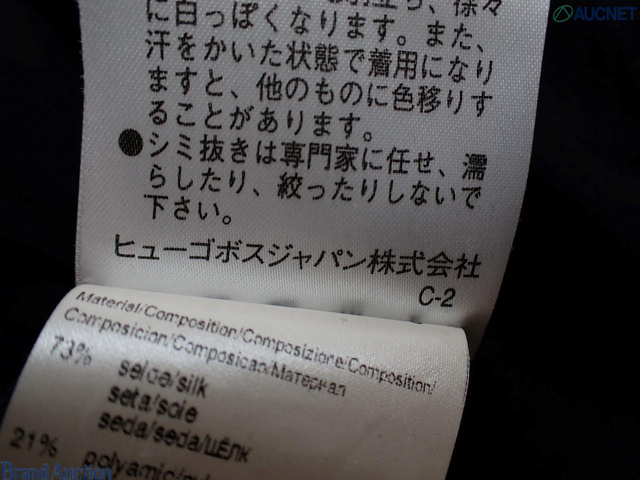 AUCNET
に白っぽくなります。また、
汗をかいた状態で着用になり
ますと、他のものに色移りす
ることがあります。
●シミ抜きは専門家に任せ、濡
らしたり、絞ったりしないで
下さい。
ヒューゴボスジャパン株式会社
C-2
Material/Composition/Composizione/Composition/
Composicion/Composicao/Материал
73% seide/silk
seta/soie
seda/seda/шёлк
21% polyamic/
Brand Auction